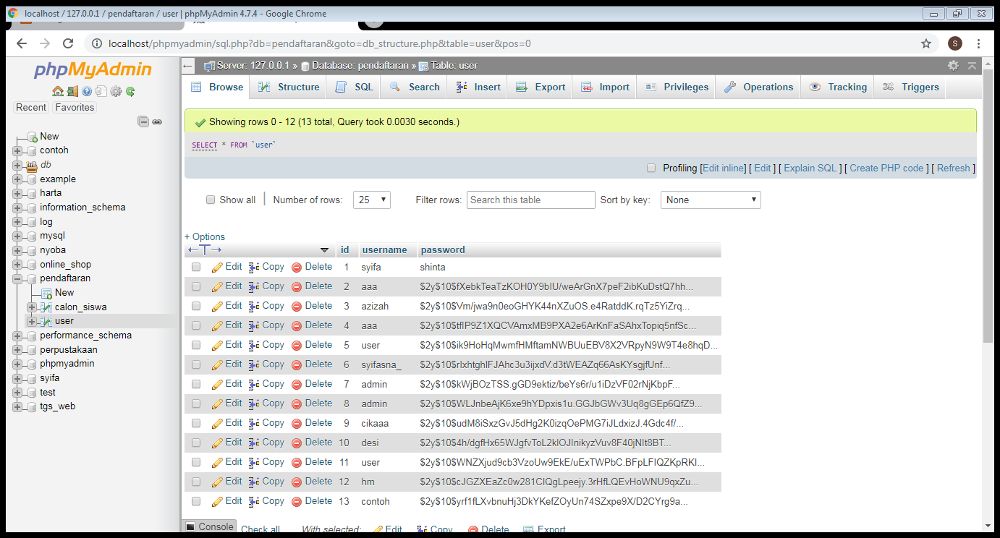 localhost / 127.0.0.1 / pendaftaran / user | phpMyAdmin 4.7.4 - Google Chrome
localhost/phpmyadmin/sql.php?db=pendaftaran&goto=db_structure.php&table=user&pos=0
S
phpMyAdmin
Recent Favorites
New
contoh
db
example
harta
information_schema
log
mysql
nyoba
online_shop
pendaftaran
New
calon_siswa
user
performance_schema
perpustakaan
phpmyadmin
syifa
test
tgs_web
Server: 127.0.0.1 » Database: pendaftaran » Table: user
Browse Structure SQL Search Insert Export Import Privileges Operations Tracking Triggers
Showing rows 0 - 12 (13 total, Query took 0.0030 seconds.)
SELECT * FROM `user`
Profiling [Edit inline] [ Edit ] [ Explain SQL ] [ Create PHP code ] [ Refresh ]
Show all | Number of rows: 25 Filter rows: Search this table Sort by key: None
+ Options
←T→ id username password
Edit Copy Delete 1 syifa shinta
Edit Copy Delete 2 aaa $2y$10$fXebkTeaTzKOH0Y9bIU/weArGnX7peF2ibKuDstQ7hh...
Edit Copy Delete 3 azizah $2y$10$Vm/jwa9n0eoGHYK44nXZuOS.e4RatddK.rqTz5YiZrq...
Edit Copy Delete 4 aaa $2y$10$tflP9Z1XQCVAmxMB9PXA2e6ArKnFaSAhxTopiq5nfSc...
Edit Copy Delete 5 user $2y$10$ik9HoHqMwmfHMftamNWBUuEBV8X2VRpyN9W9T4e8hqD...
Edit Copy Delete 6 syifasna_ $2y$10$rlxhtghlFJAhc3u3ijxdV.d3tWEAZq66AsKYsgjfUnf...
Edit Copy Delete 7 admin $2y$10$kWjBOzTSS.gGD9ektiz/beYs6r/u1iDzVF02rNjKbpF...
Edit Copy Delete 8 admin $2y$10$WLJnbeAjK6xe9hYDpxis1u.GGJbGWv3Uq8gGEp6QfZ9...
Edit Copy Delete 9 cikaaa $2y$10$udM8iSxzGvJ5dHg2K0izqOePMG7iJLdxizJ.4Gdc4f/...
Edit Copy Delete 10 desi $2y$10$4h/dgfHx65WJgfvToL2klOJInikyzVuv8F40jNIt8BT...
Edit Copy Delete 11 user $2y$10$WNZXjud9cb3VzoUw9EkE/uExTWPbC.BFpLFIQZKpRKl...
Edit Copy Delete 12 hm $2y$10$cJGZXEaZc0w281ClQgLpeejy.3rHfLQEvHoWNU9qxZu...
Edit Copy Delete 13 contoh $2y$10$yrf1fLXvbnuHj3DkYKefZOyUn74SZxpe9X/D2CYrg9a...
Console Check all With selected: Edit Copy Delete Export